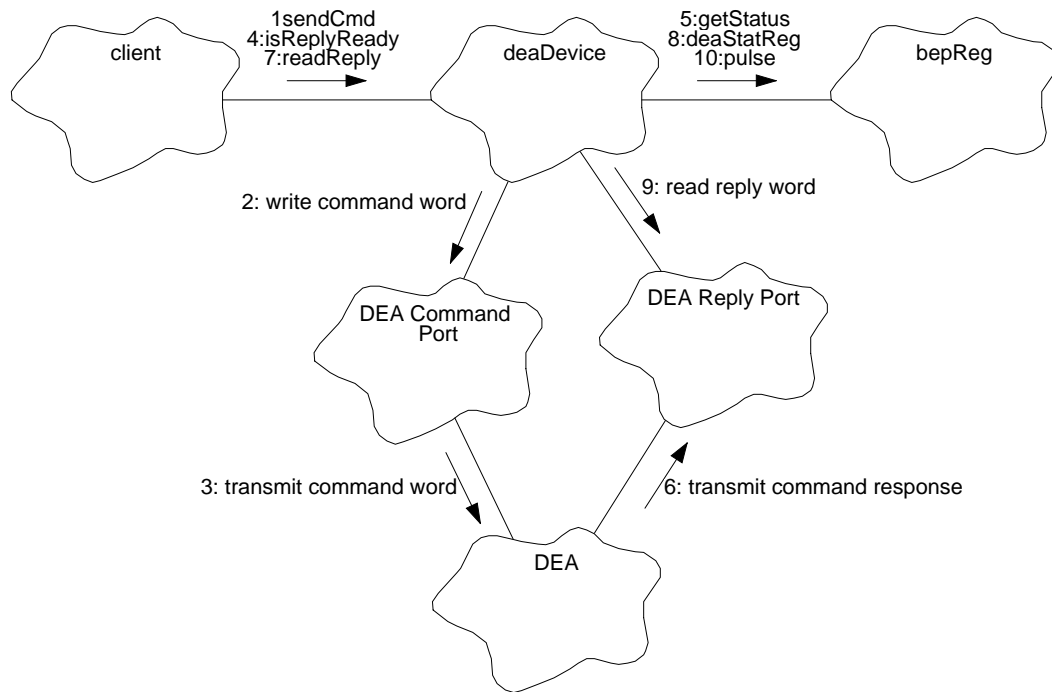 1sendCmd
4:isReplyReady
7:readReply
5:getStatus
8:deaStatReg
10:pulse
client
deaDevice
bepReg
2: write command word
9: read reply word
DEA Command
Port
DEA Reply Port
3: transmit command word
6: transmit command response
DEA